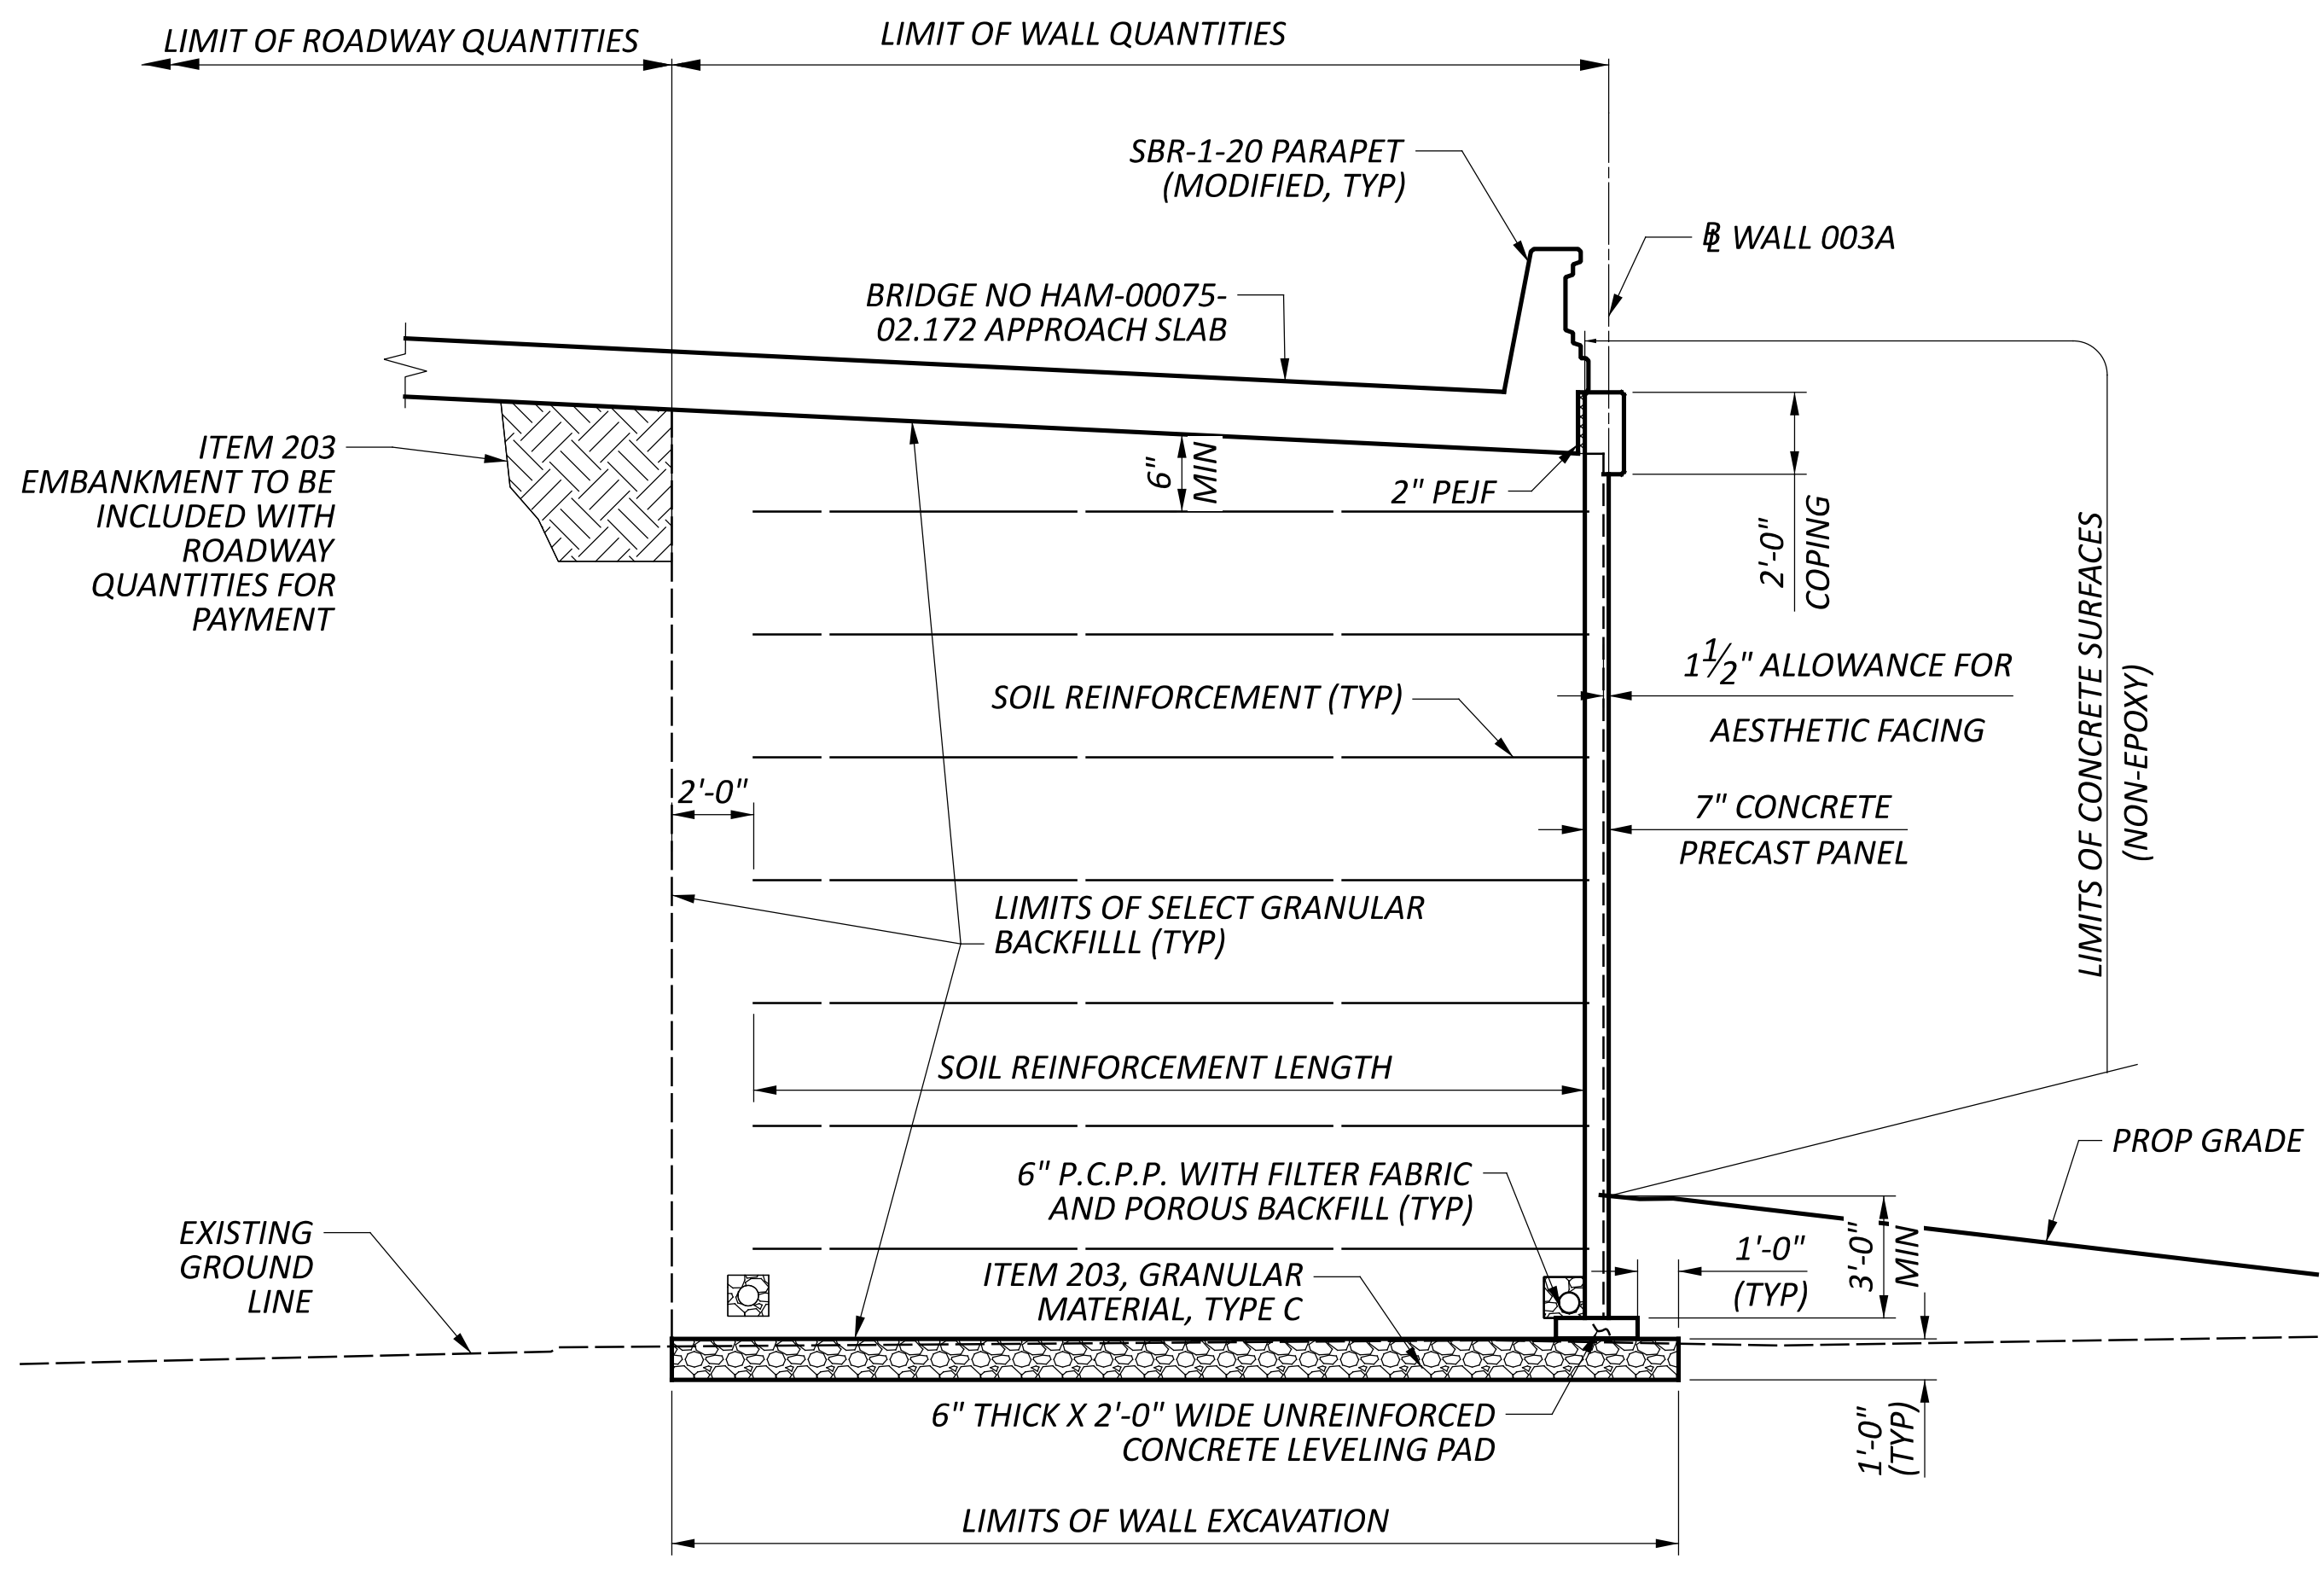 LIMIT OF ROADWAY QUANTITIES
LIMIT OF WALL QUANTITIES
SBR-1-20 PARAPET
(MODIFIED, TYP)
BL WALL 003A
BRIDGE NO HAM-00075-
02.172 APPROACH SLAB
ITEM 203
EMBANKMENT TO BE
INCLUDED WITH
ROADWAY
QUANTITIES FOR
PAYMENT
6"
MIN
2" PEJF
2'-0"
COPING
LIMITS OF CONCRETE SURFACES
(NON-EPOXY)
1 1/2" ALLOWANCE FOR
AESTHETIC FACING
SOIL REINFORCEMENT (TYP)
2'-0"
7" CONCRETE
PRECAST PANEL
LIMITS OF SELECT GRANULAR
BACKFILLL (TYP)
SOIL REINFORCEMENT LENGTH
PROP GRADE
6" P.C.P.P. WITH FILTER FABRIC
AND POROUS BACKFILL (TYP)
EXISTING
GROUND
LINE
1'-0"
(TYP)
3'-0"
MIN
ITEM 203, GRANULAR
MATERIAL, TYPE C
6" THICK X 2'-0" WIDE UNREINFORCED
CONCRETE LEVELING PAD
1'-0"
(TYP)
LIMITS OF WALL EXCAVATION